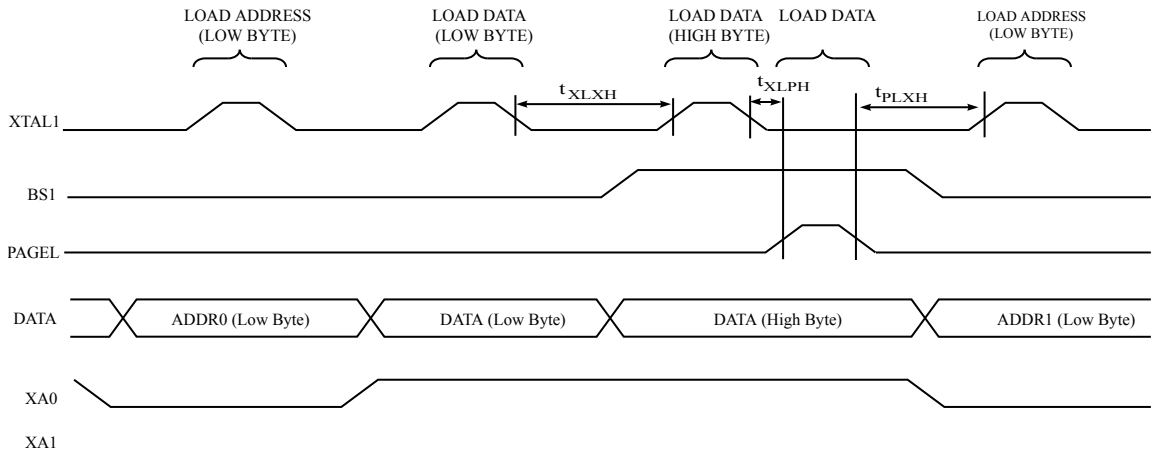 LOAD ADDRESS
(LOW BYTE)
LOAD DATA
(LOW BYTE)
LOAD DATA
(HIGH BYTE)
LOAD DATA
LOAD ADDRESS
(LOW BYTE)
XTAL1
tXLXH
tXLPH
tPLXH
BS1
PAGEL
DATA
ADDR0 (Low Byte)
DATA (Low Byte)
DATA (High Byte)
ADDR1 (Low Byte)
XA0
XA1